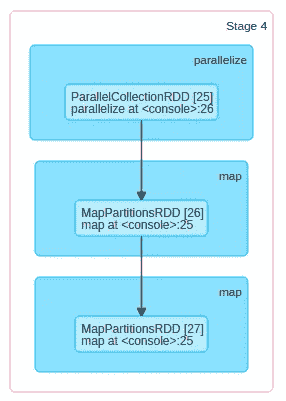 Stage 4
parallelize
ParallelCollectionRDD [25]
parallelize at <console>:26
map
MapPartitionsRDD [26]
map at <console>:25
map
MapPartitionsRDD [27]
map at <console>:25